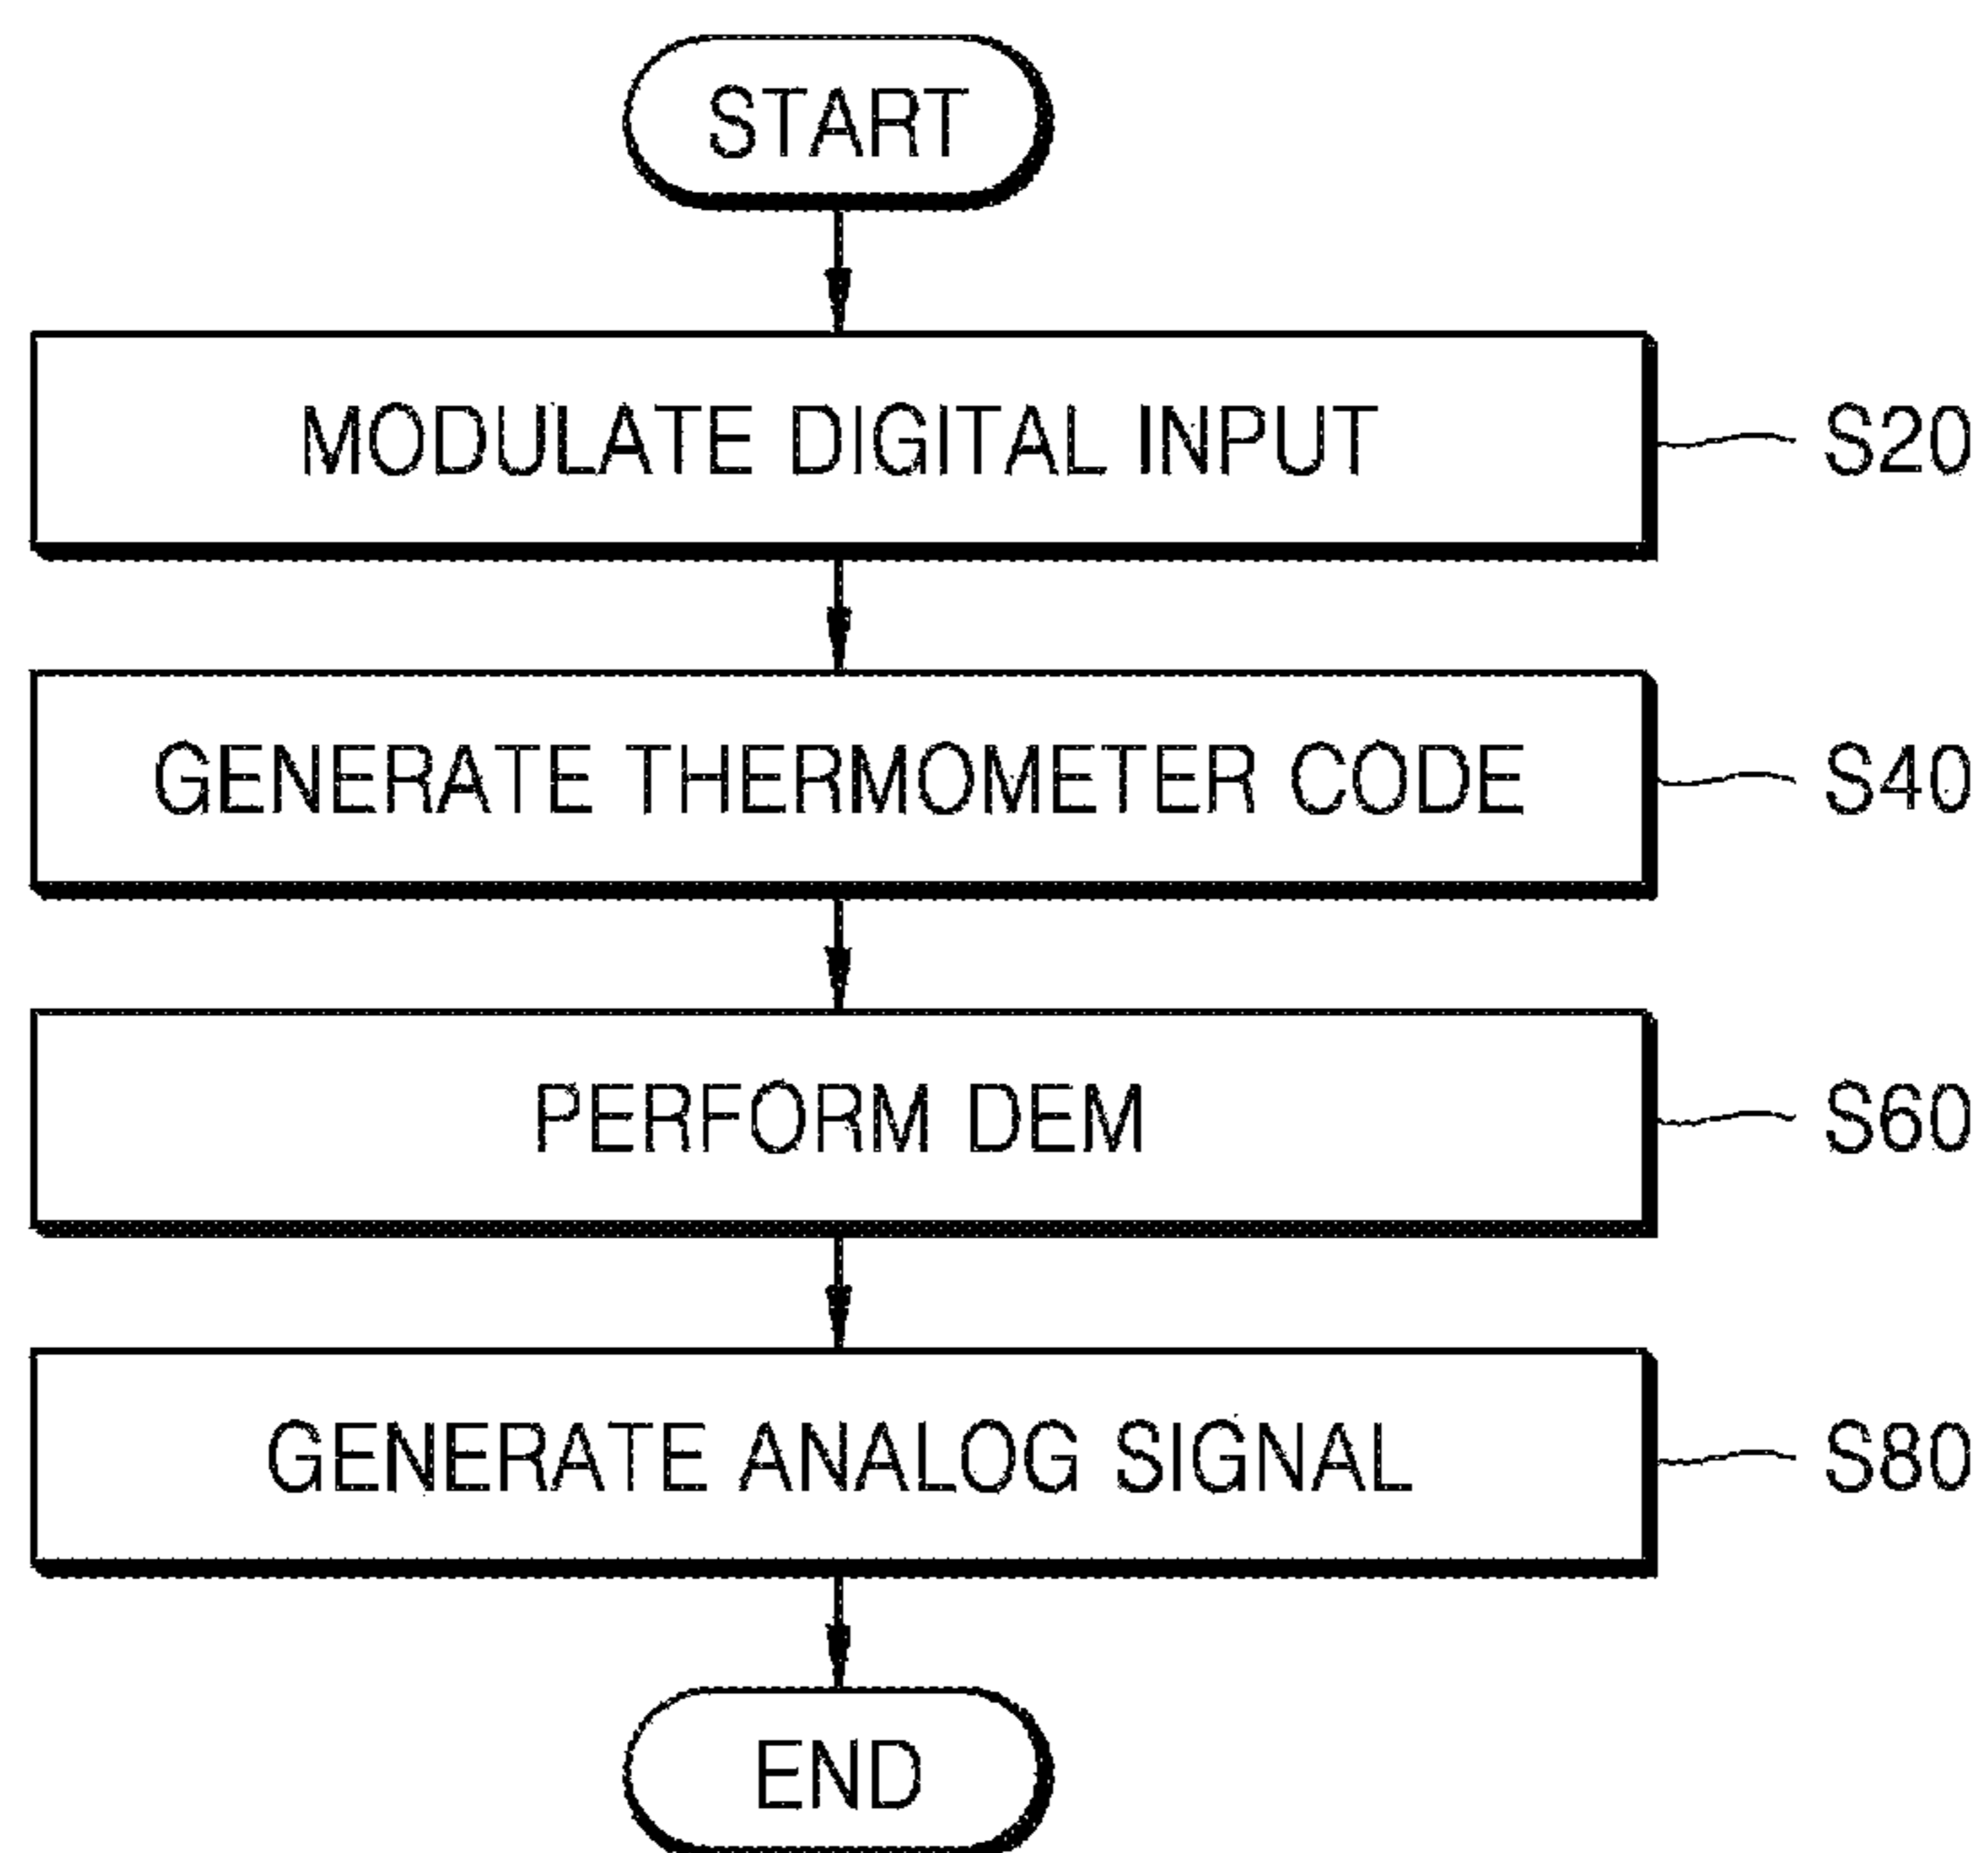 START
MODULATE DIGITAL INPUT
S20
GENERATE THERMOMETER CODE
S40
PERFORM DEM
S60
GENERATE ANALOG SIGNAL
S80
END